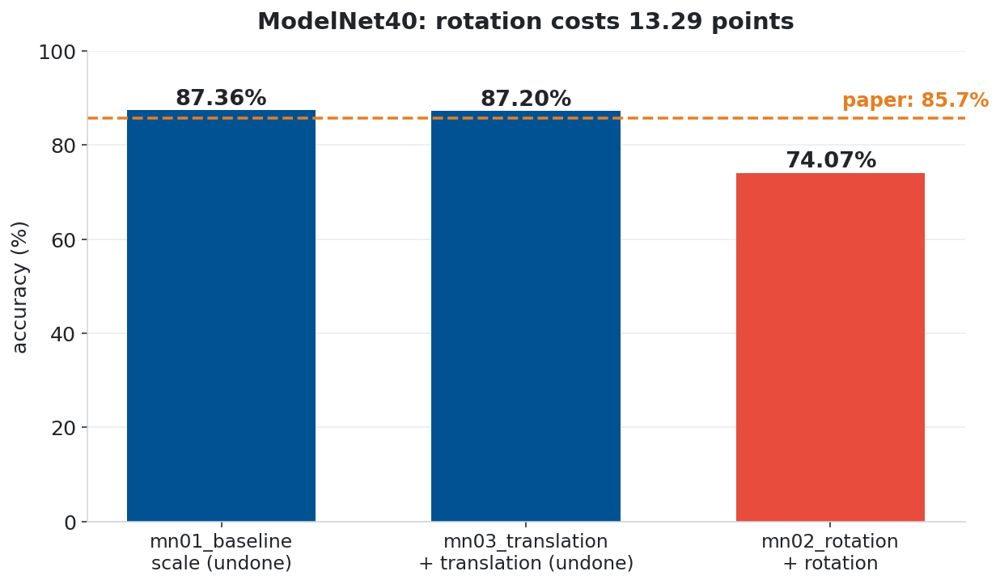 ModelNet40: rotation costs 13.29 points
100
80
60
40
20
0
accuracy (%)
87.36%
87.20%
74.07%
paper: 85.7%
mn01_baseline
scale (undone)
mn03_translation
+ translation (undone)
mn02_rotation
+ rotation